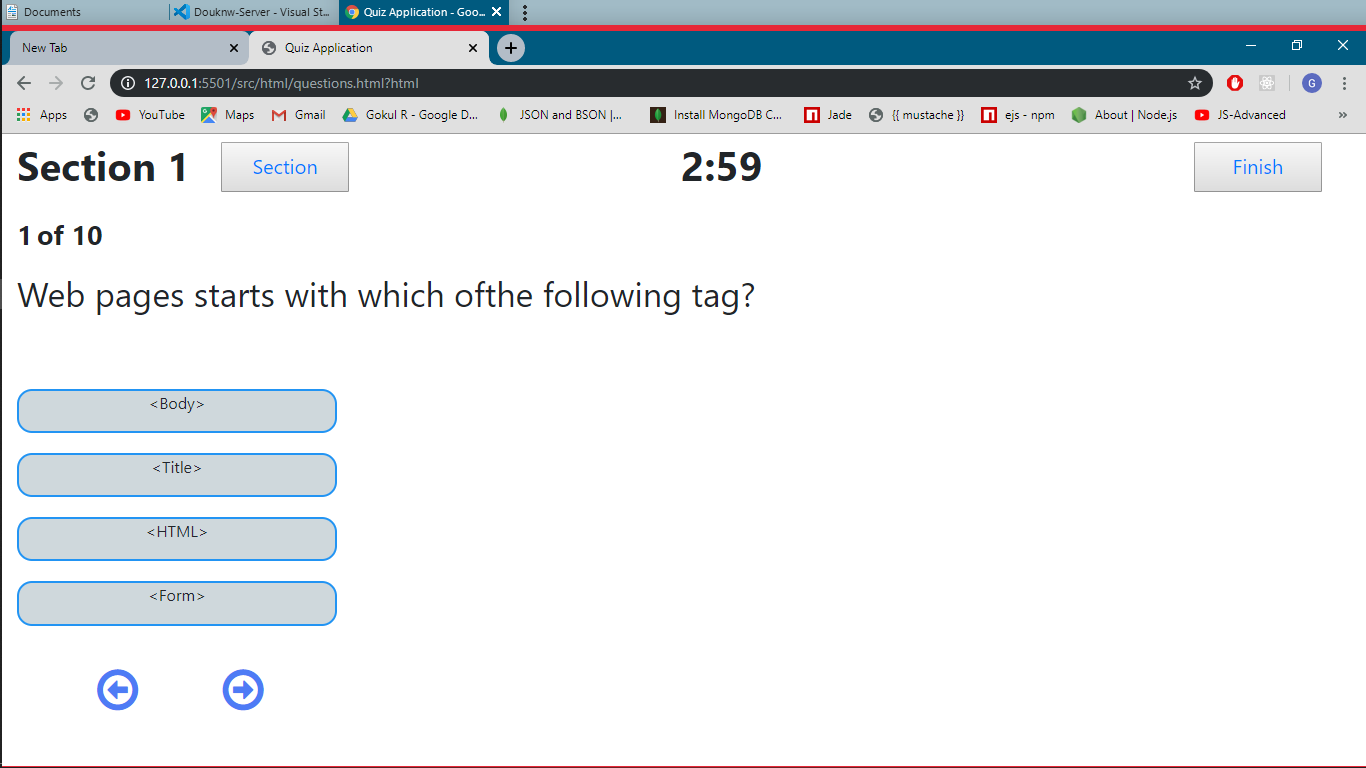 Documents Douknw-Server - Visual St... Quiz Application - Goo...
New Tab Quiz Application
127.0.0.1:5501/src/html/questions.html?html G
Apps YouTube Maps Gmail Gokul R - Google D... JSON and BSON |... Install MongoDB C... Jade {{ mustache }} ejs - npm About | Node.js JS-Advanced »
Section 1 Section 2:59 Finish
1 of 10
Web pages starts with which ofthe following tag?
<Body>
<Title>
<HTML>
<Form>